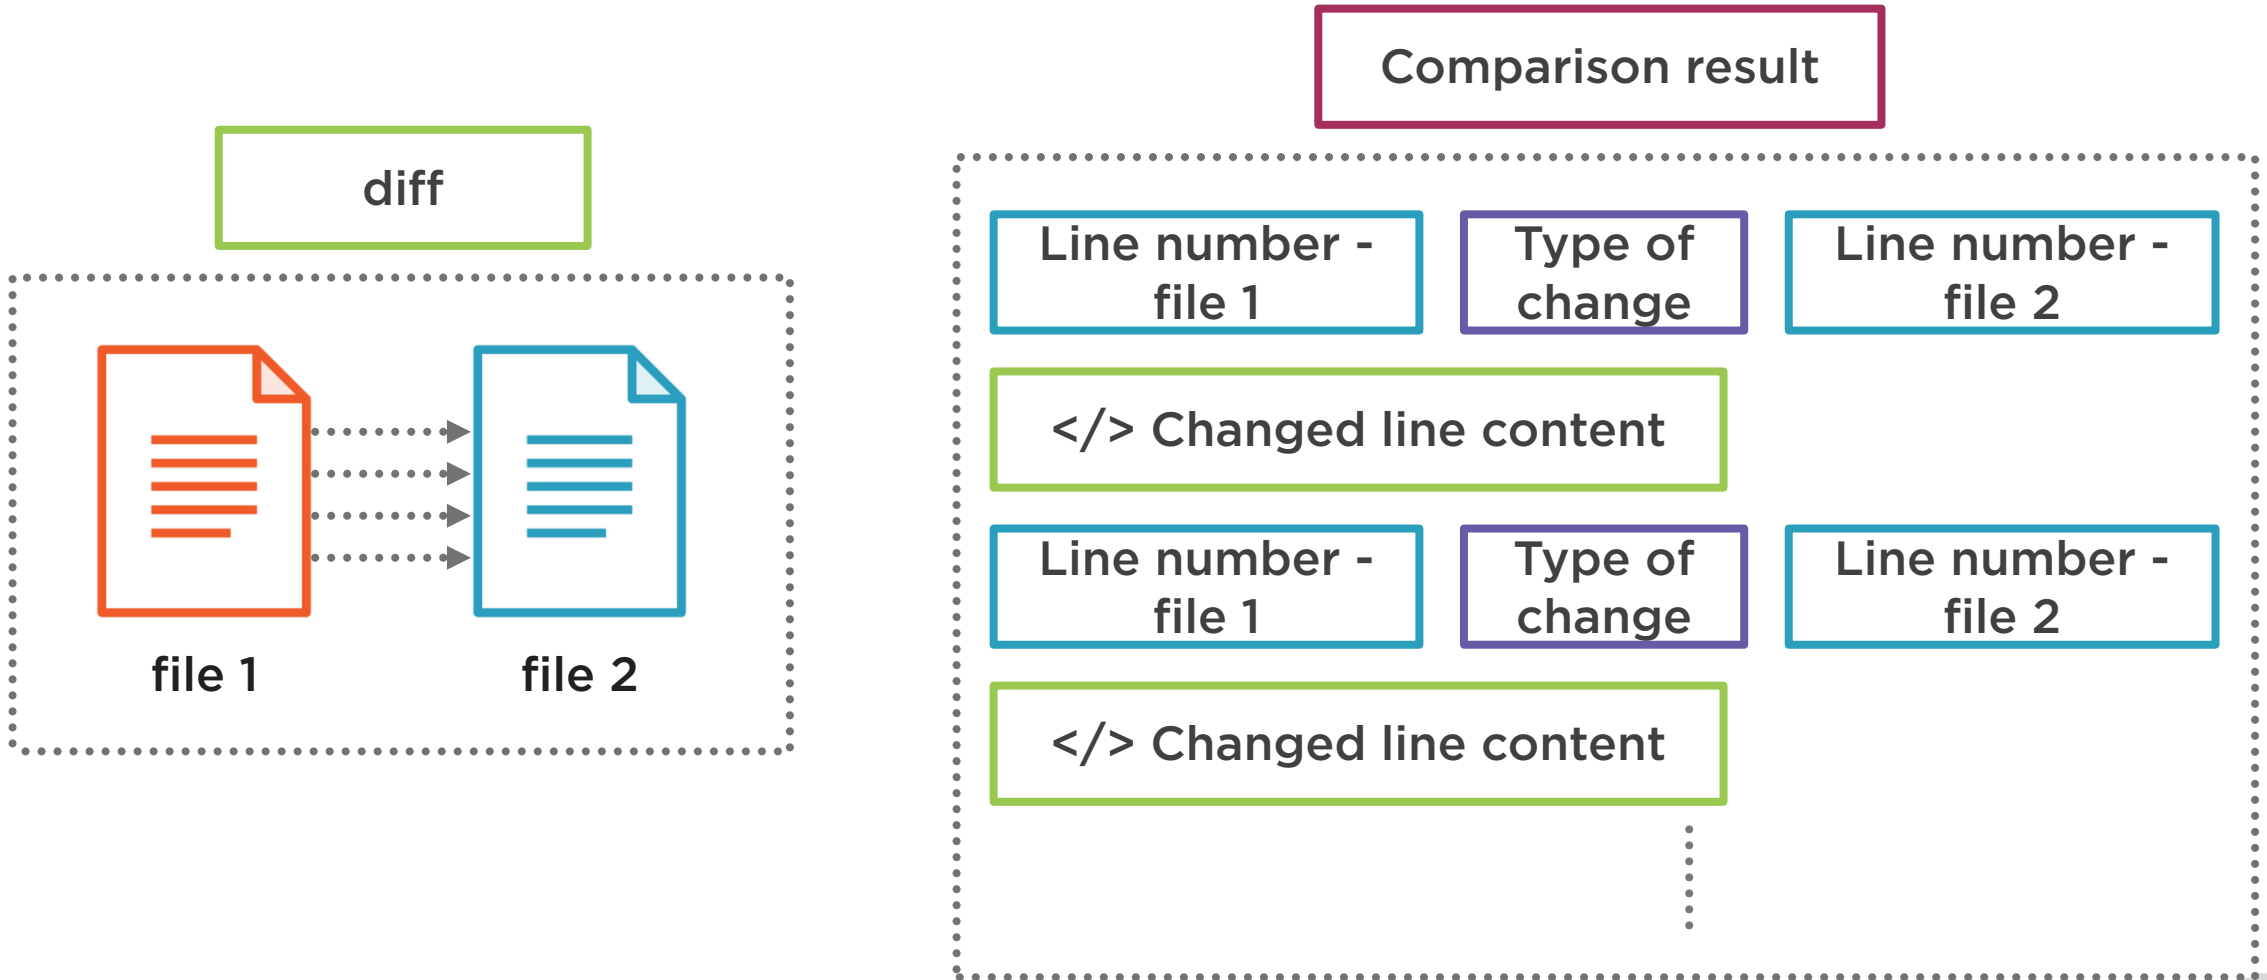 diff
file 1
file 2
Comparison result
Line number -
file 1
Type of
change
Line number -
file 2
</> Changed line content
Line number -
file 1
Type of
change
Line number -
file 2
</> Changed line content